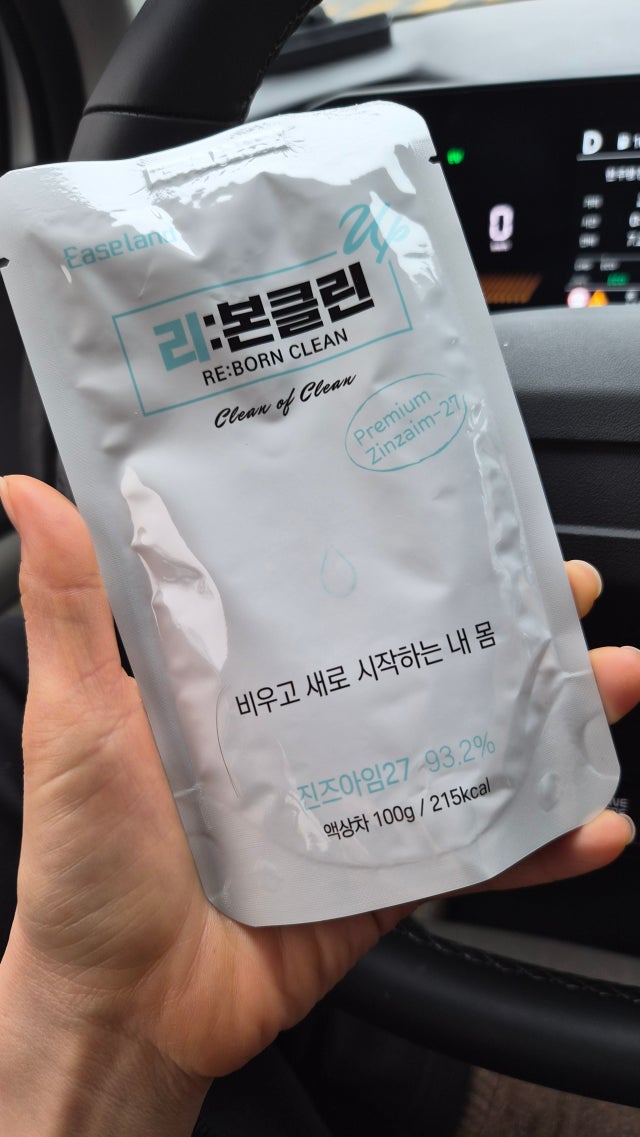 Easeland
Up
리:본클린
RE:BORN CLEAN
Clean of Clean
Premium
Zinzaim-27
비우고 새로 시작하는 내 몸
진즈아임27 93.2%
액상차 100g / 215kcal
D
0